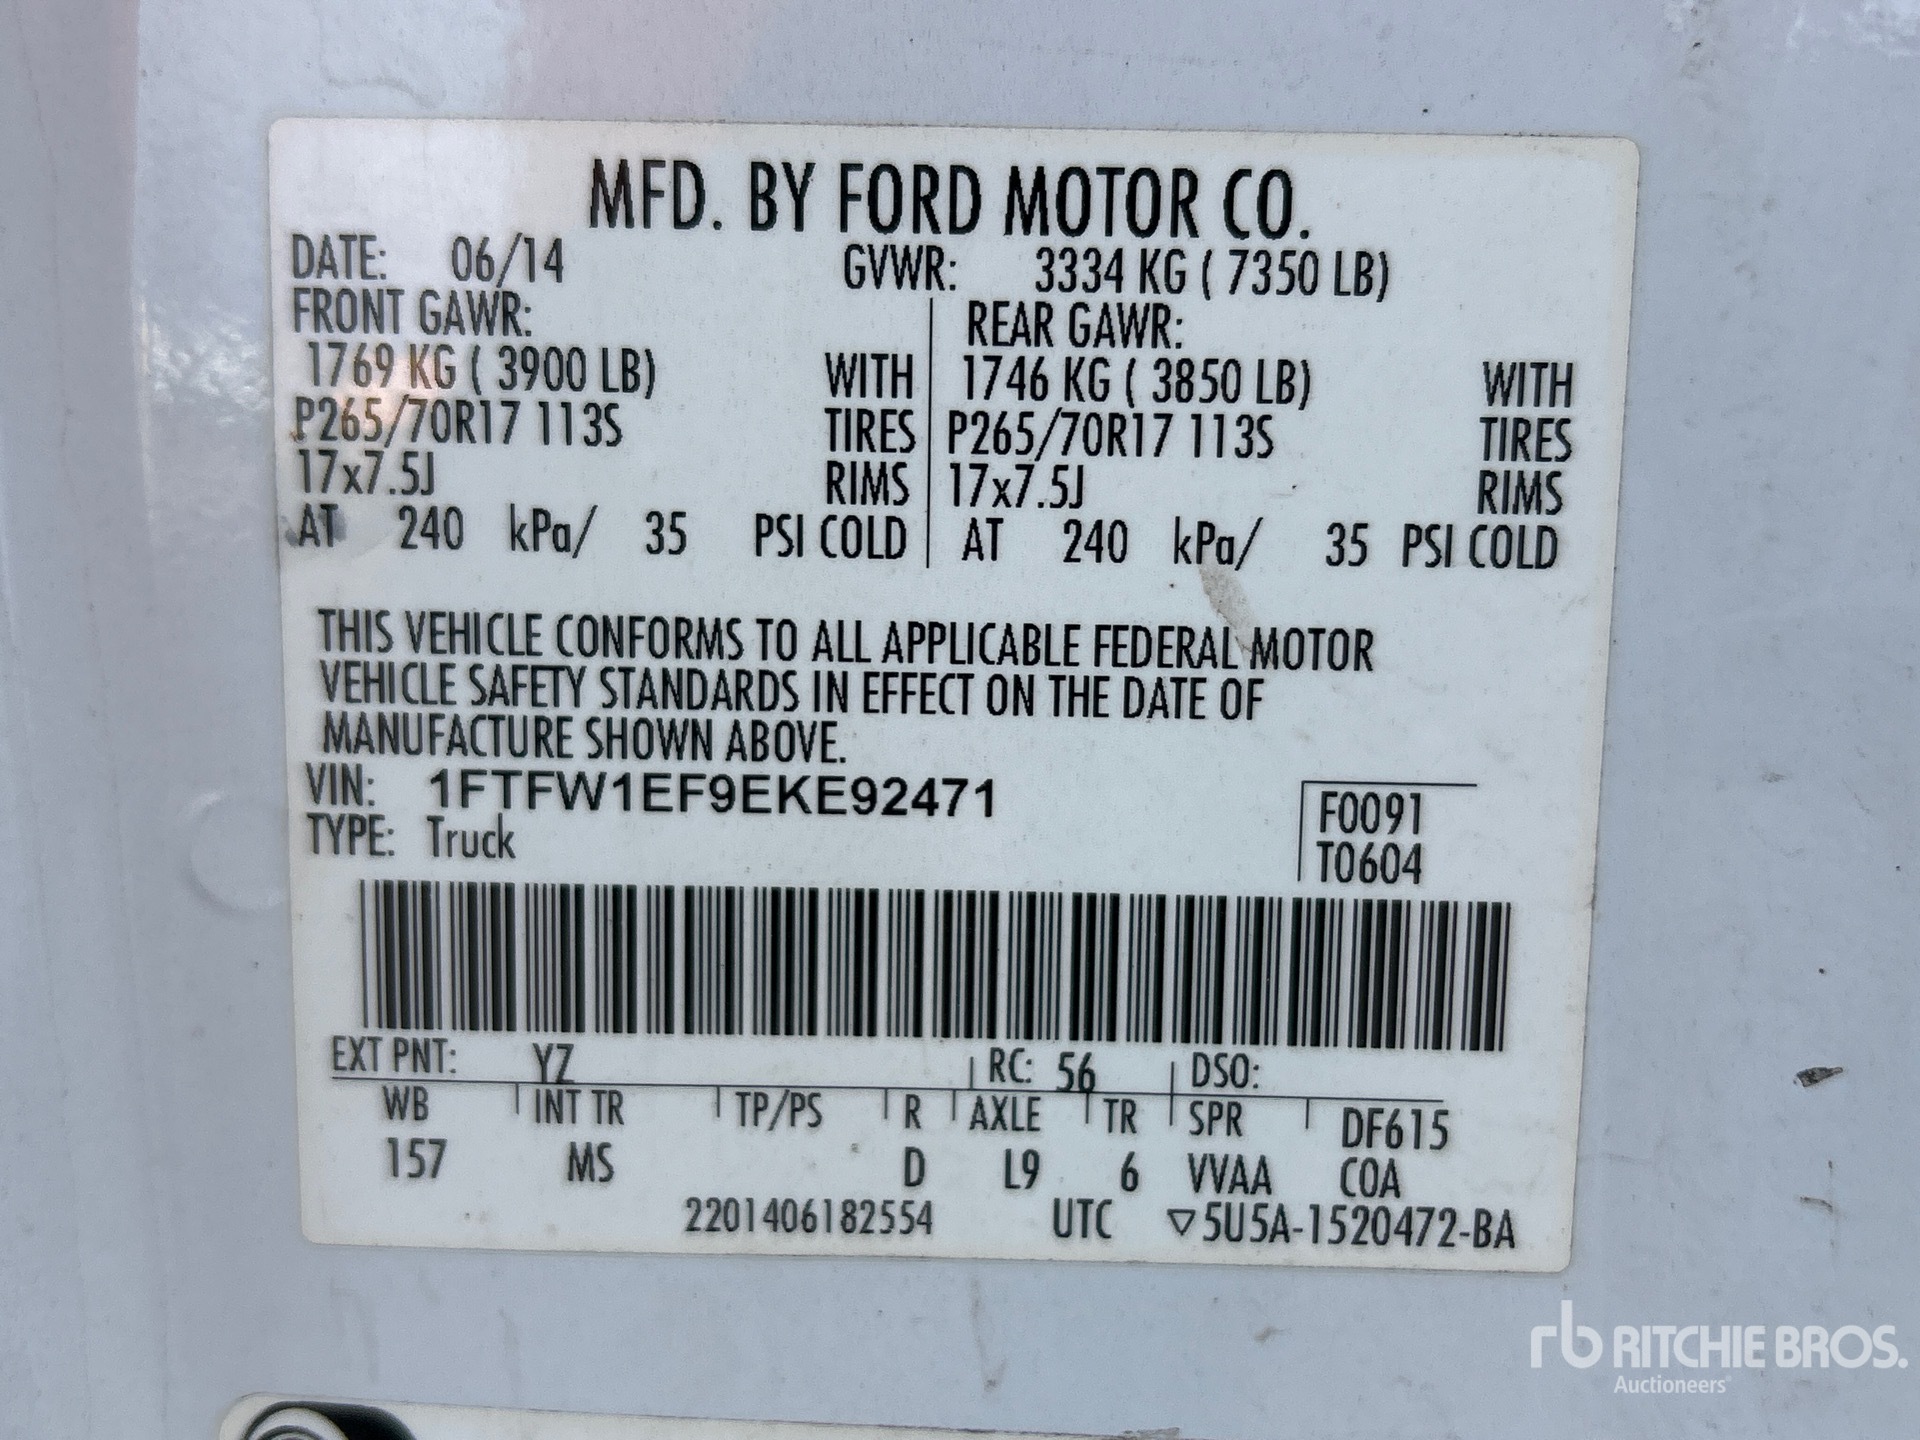 MFD. BY FORD MOTOR CO.
DATE: 06/14 GVWR: 3334 KG ( 7350 LB)
FRONT GAWR: REAR GAWR:
1769 KG ( 3900 LB) WITH 1746 KG ( 3850 LB) WITH
P265/70R17 113S TIRES P265/70R17 113S TIRES
17x7.5J RIMS 17x7.5J RIMS
AT 240 kPa/ 35 PSI COLD AT 240 kPa/ 35 PSI COLD
THIS VEHICLE CONFORMS TO ALL APPLICABLE FEDERAL MOTOR
VEHICLE SAFETY STANDARDS IN EFFECT ON THE DATE OF
MANUFACTURE SHOWN ABOVE.
VIN: 1FTFW1EF9EKE92471 F0091
TYPE: Truck T0604
EXT PNT: YZ RC: 56 DSO:
WB INT TR TP/PS R AXLE TR SPR DF615
157 MS D L9 6 VVAA COA
2201406182554 UTC ▽5U5A-1520472-BA
rb RITCHIE BROS.
Auctioneers